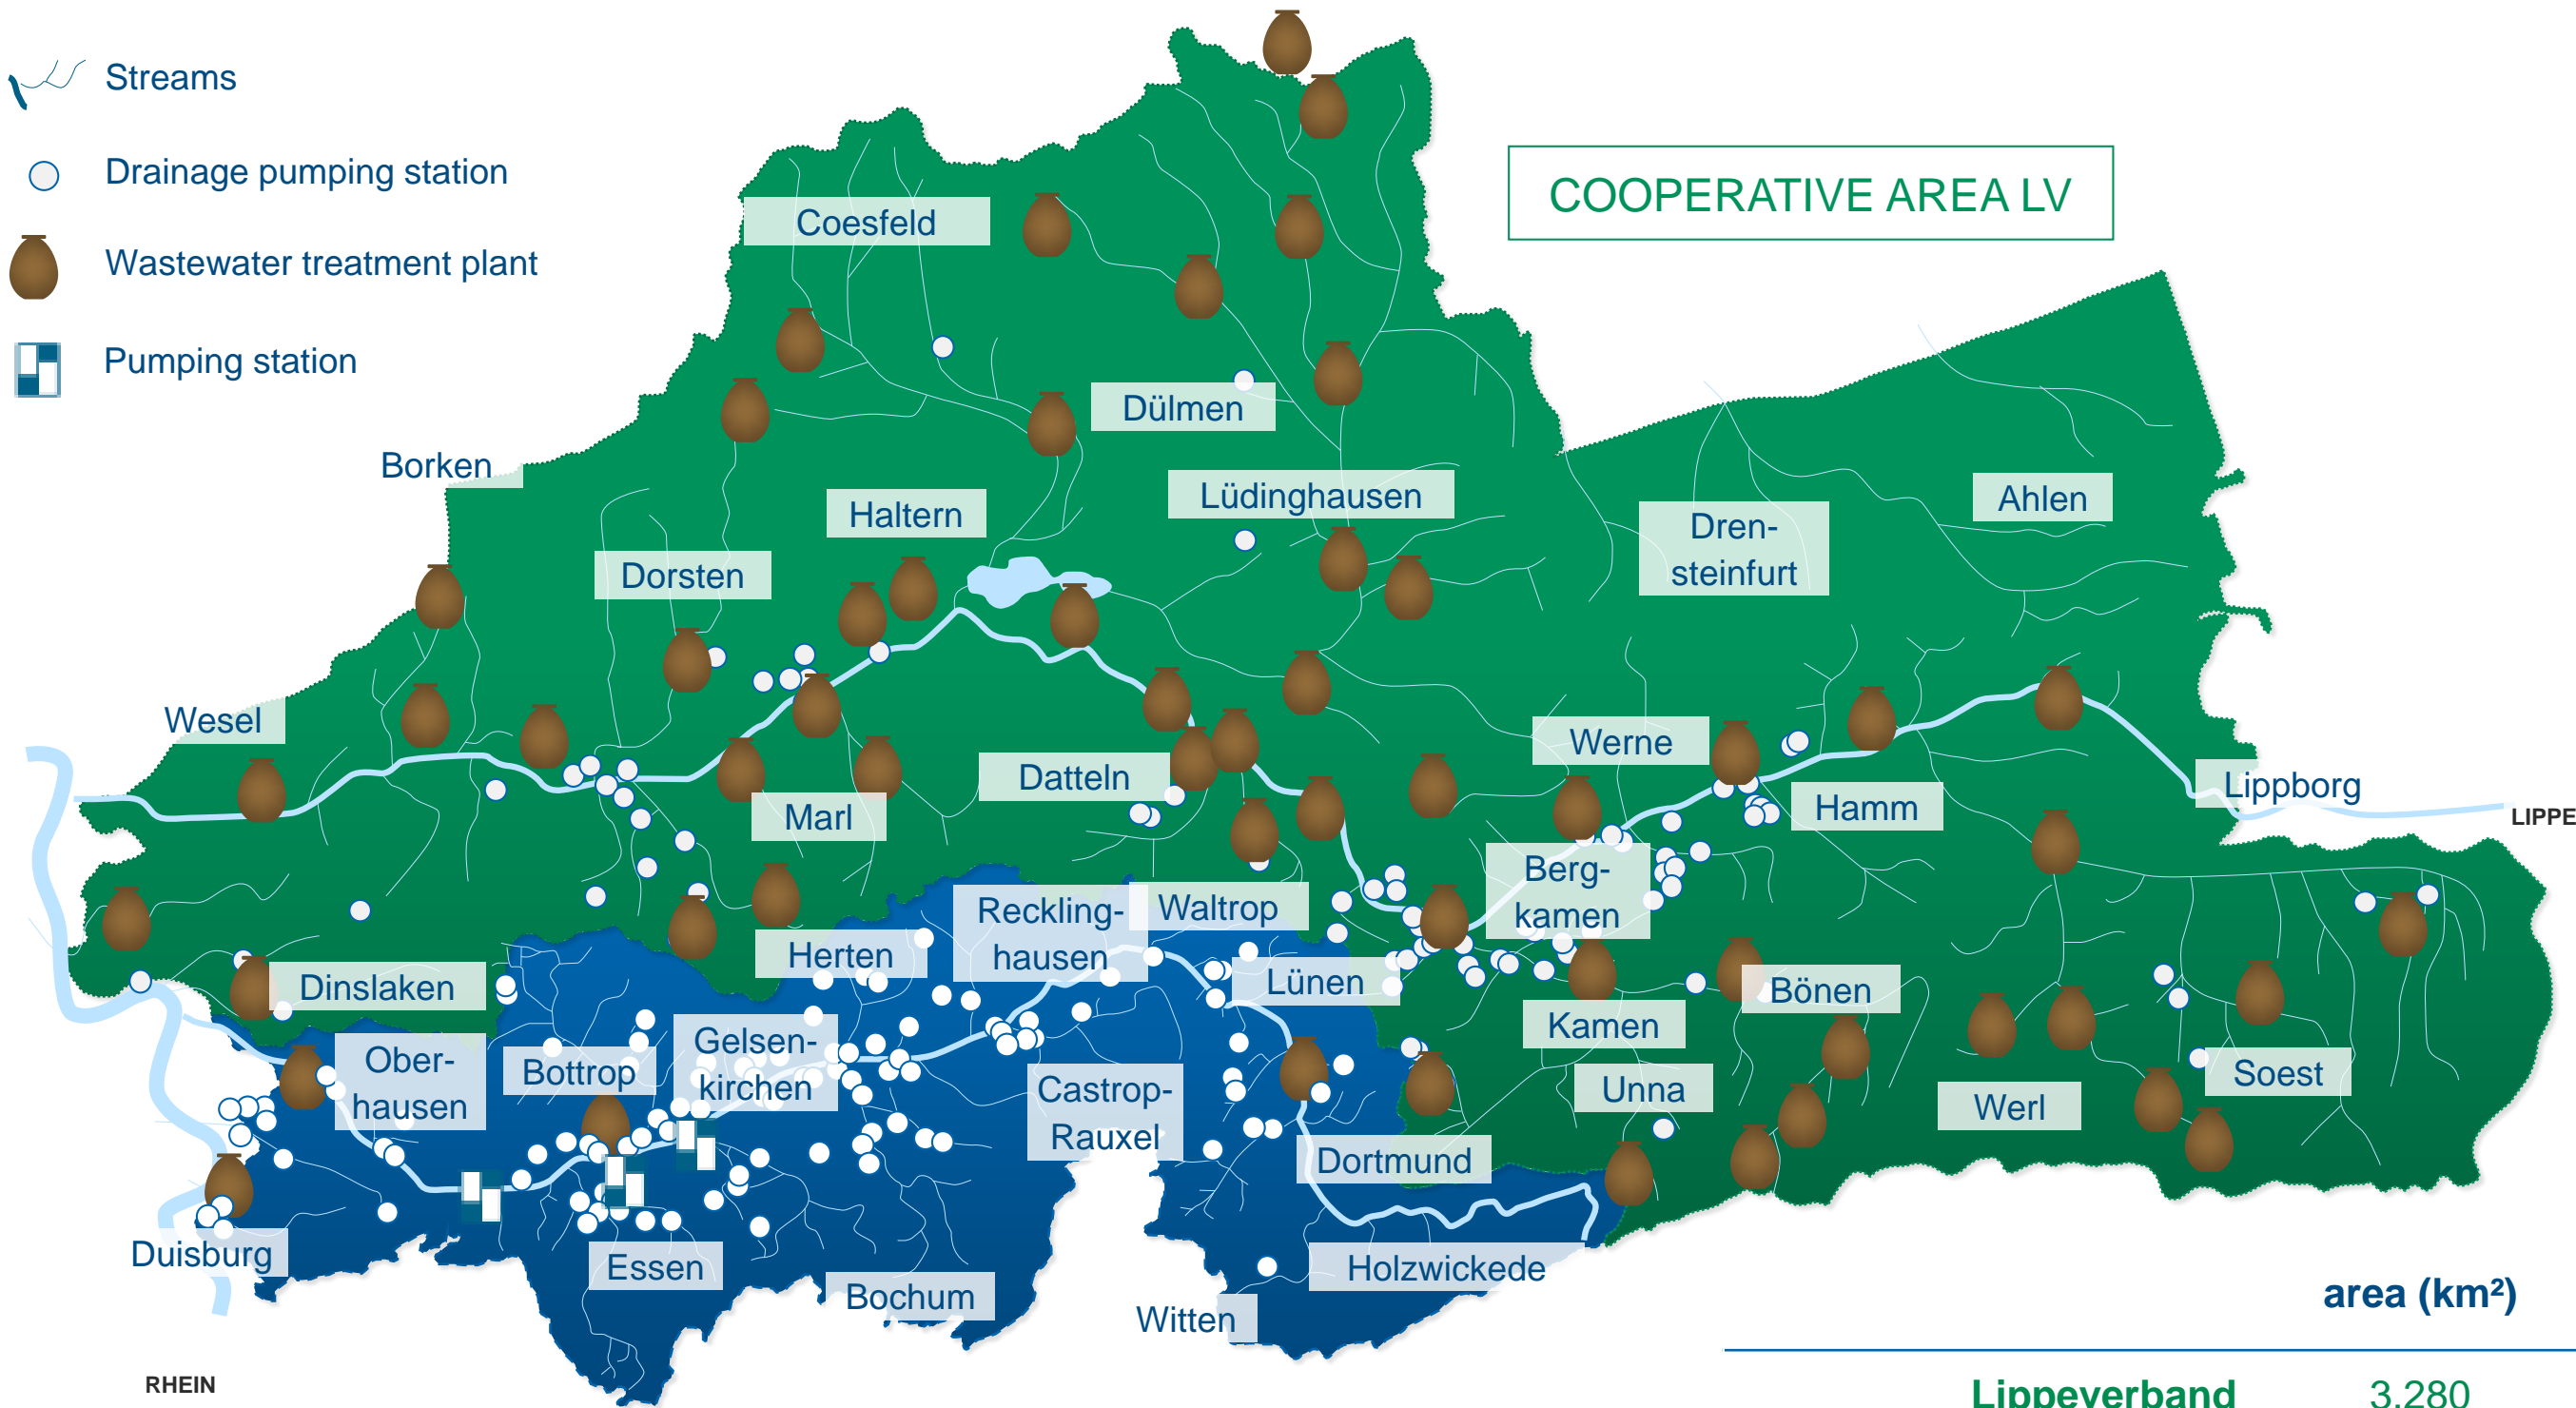 Streams
Drainage pumping station
Wastewater treatment plant
Pumping station
COOPERATIVE AREA LV
Coesfeld
Dülmen
Borken
Lüdinghausen
Ahlen
Haltern
Dren-
steinfurt
Dorsten
Wesel
Werne
Datteln
Lippborg
Marl
Hamm
LIPPE
Berg-
kamen
Reckling-
hausen
Waltrop
Herten
Dinslaken
Lünen
Bönen
Kamen
Gelsen-
kirchen
Ober-
hausen
Bottrop
Castrop-
Rauxel
Unna
Soest
Werl
Dortmund
Duisburg
Essen
Holzwickede
Bochum
Witten
area (km²)
RHEIN
Lippeverband 3.280